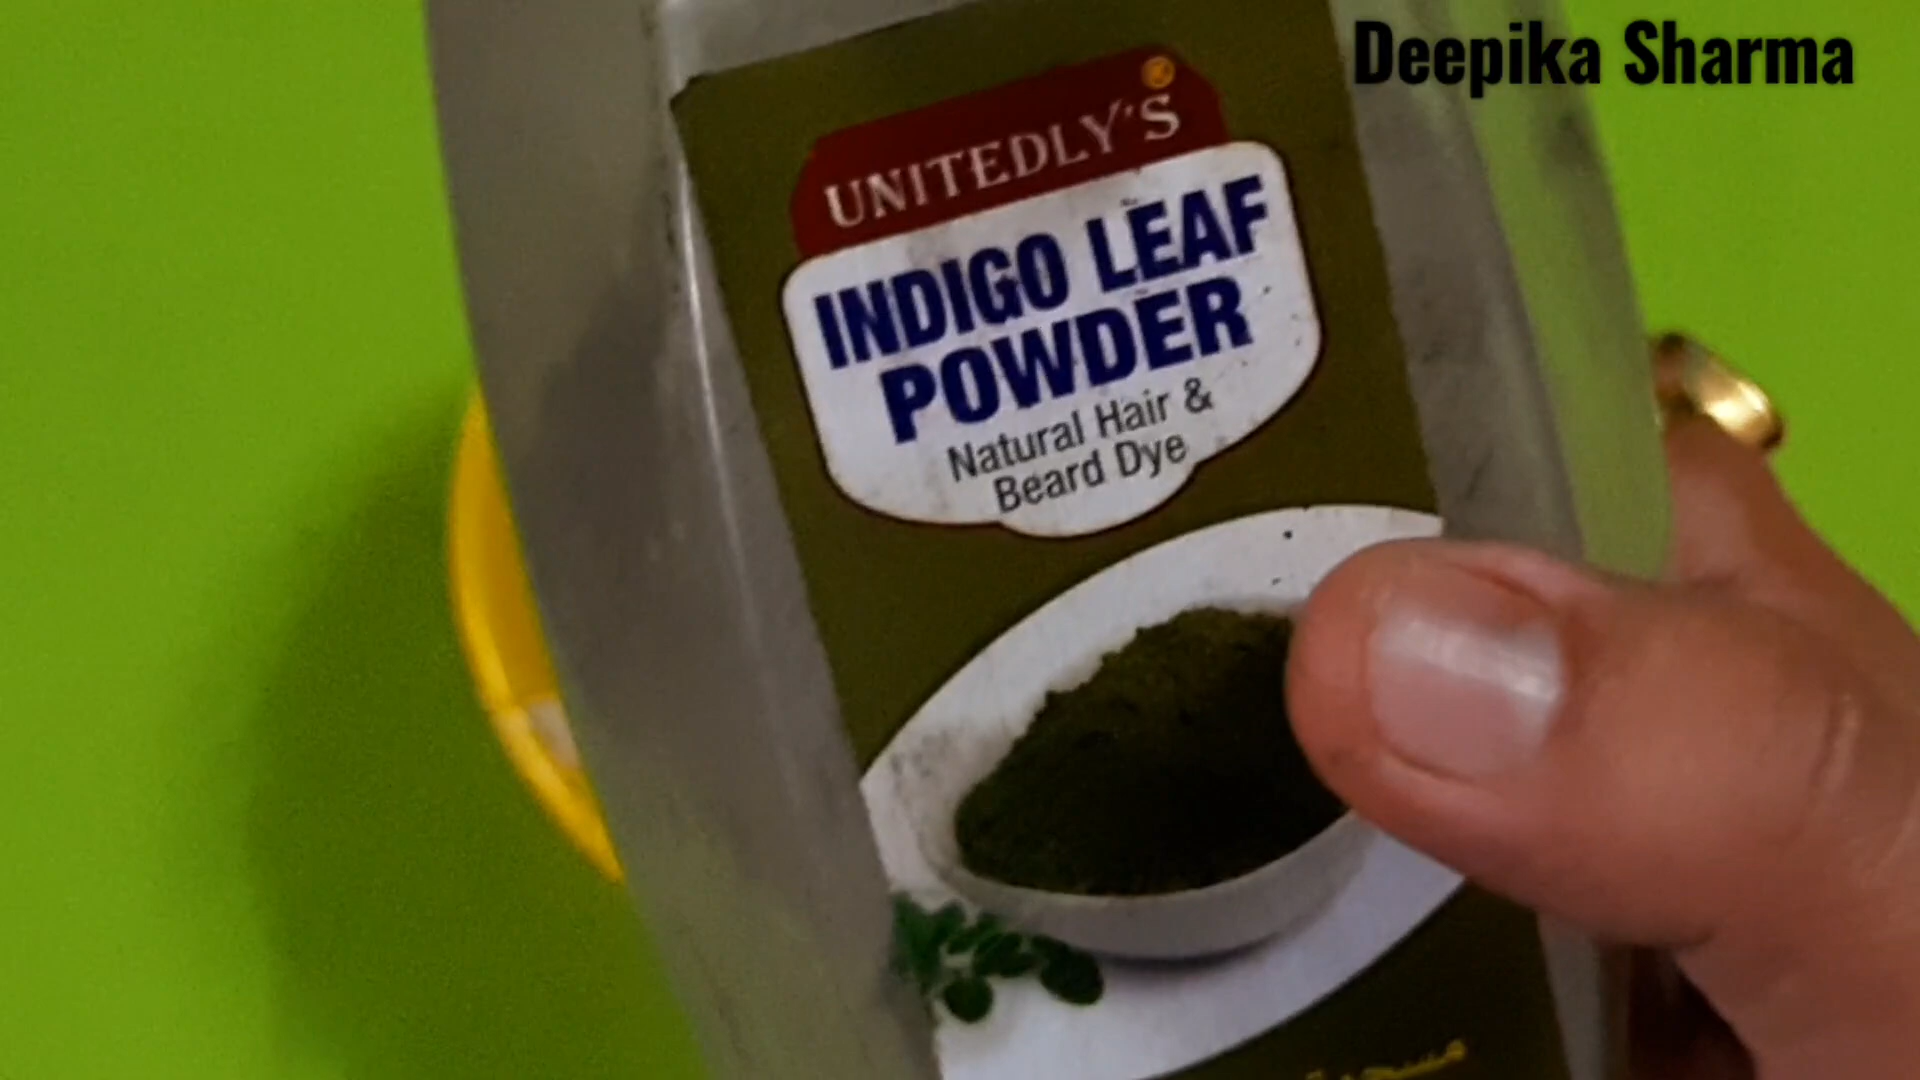 Deepika Sharma
UNITEDLY'S
INDIGO LEAF
POWDER
Natural Hair &
Beard Dye